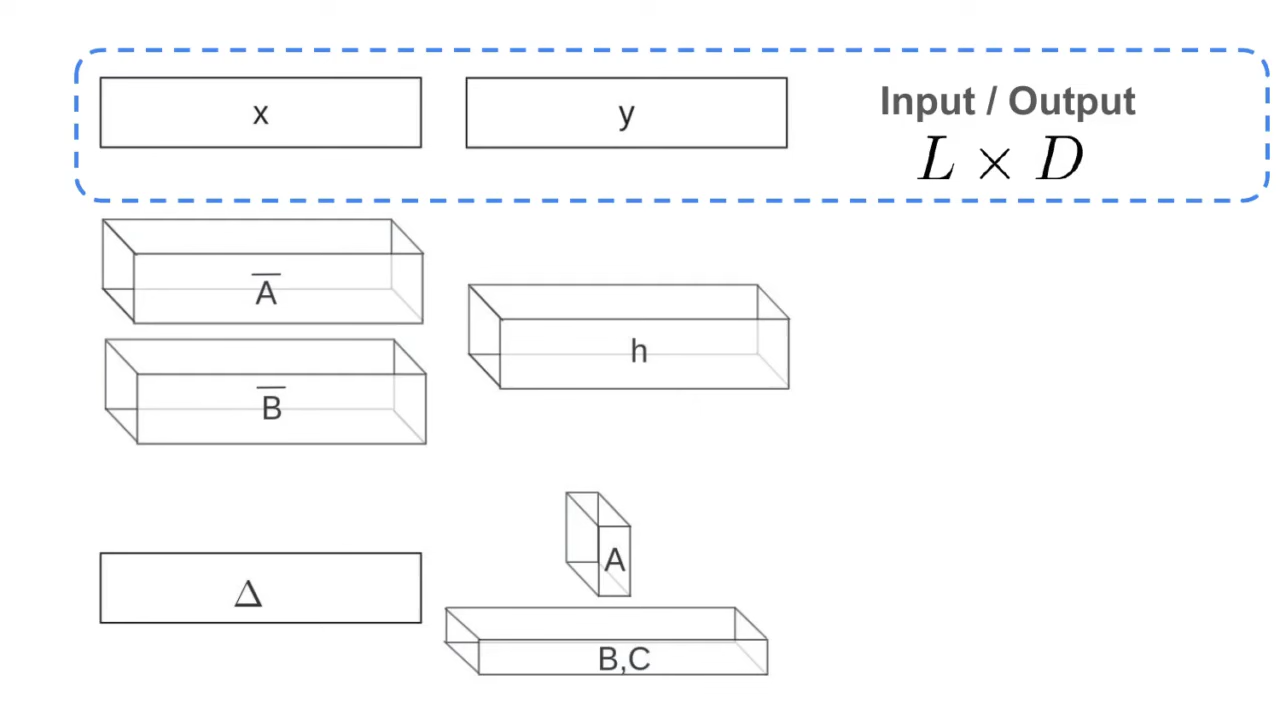 x
y
Input / Output
L × D
A̅
h
B̅
A
Δ
B,C